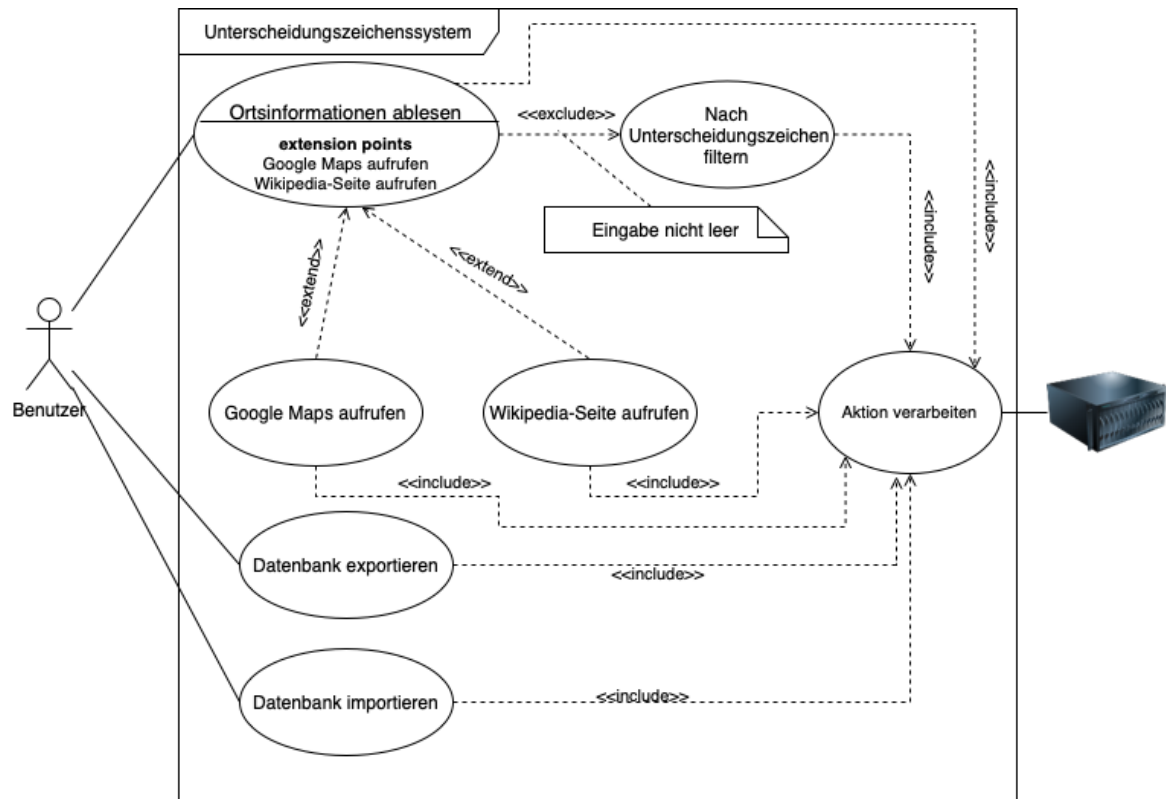 Unterscheidungszeichenssystem
Ortsinformationen ablesen
extension points
Google Maps aufrufen
Wikipedia-Seite aufrufen
<<exclude>>
Nach
Unterscheidungszeichen
filtern
Eingabe nicht leer
<<include>>
<<include>>
<<extend>>
<<extend>>
Benutzer
Google Maps aufrufen
Wikipedia-Seite aufrufen
Aktion verarbeiten
<<include>>
<<include>>
Datenbank exportieren
<<include>>
Datenbank importieren
<<include>>